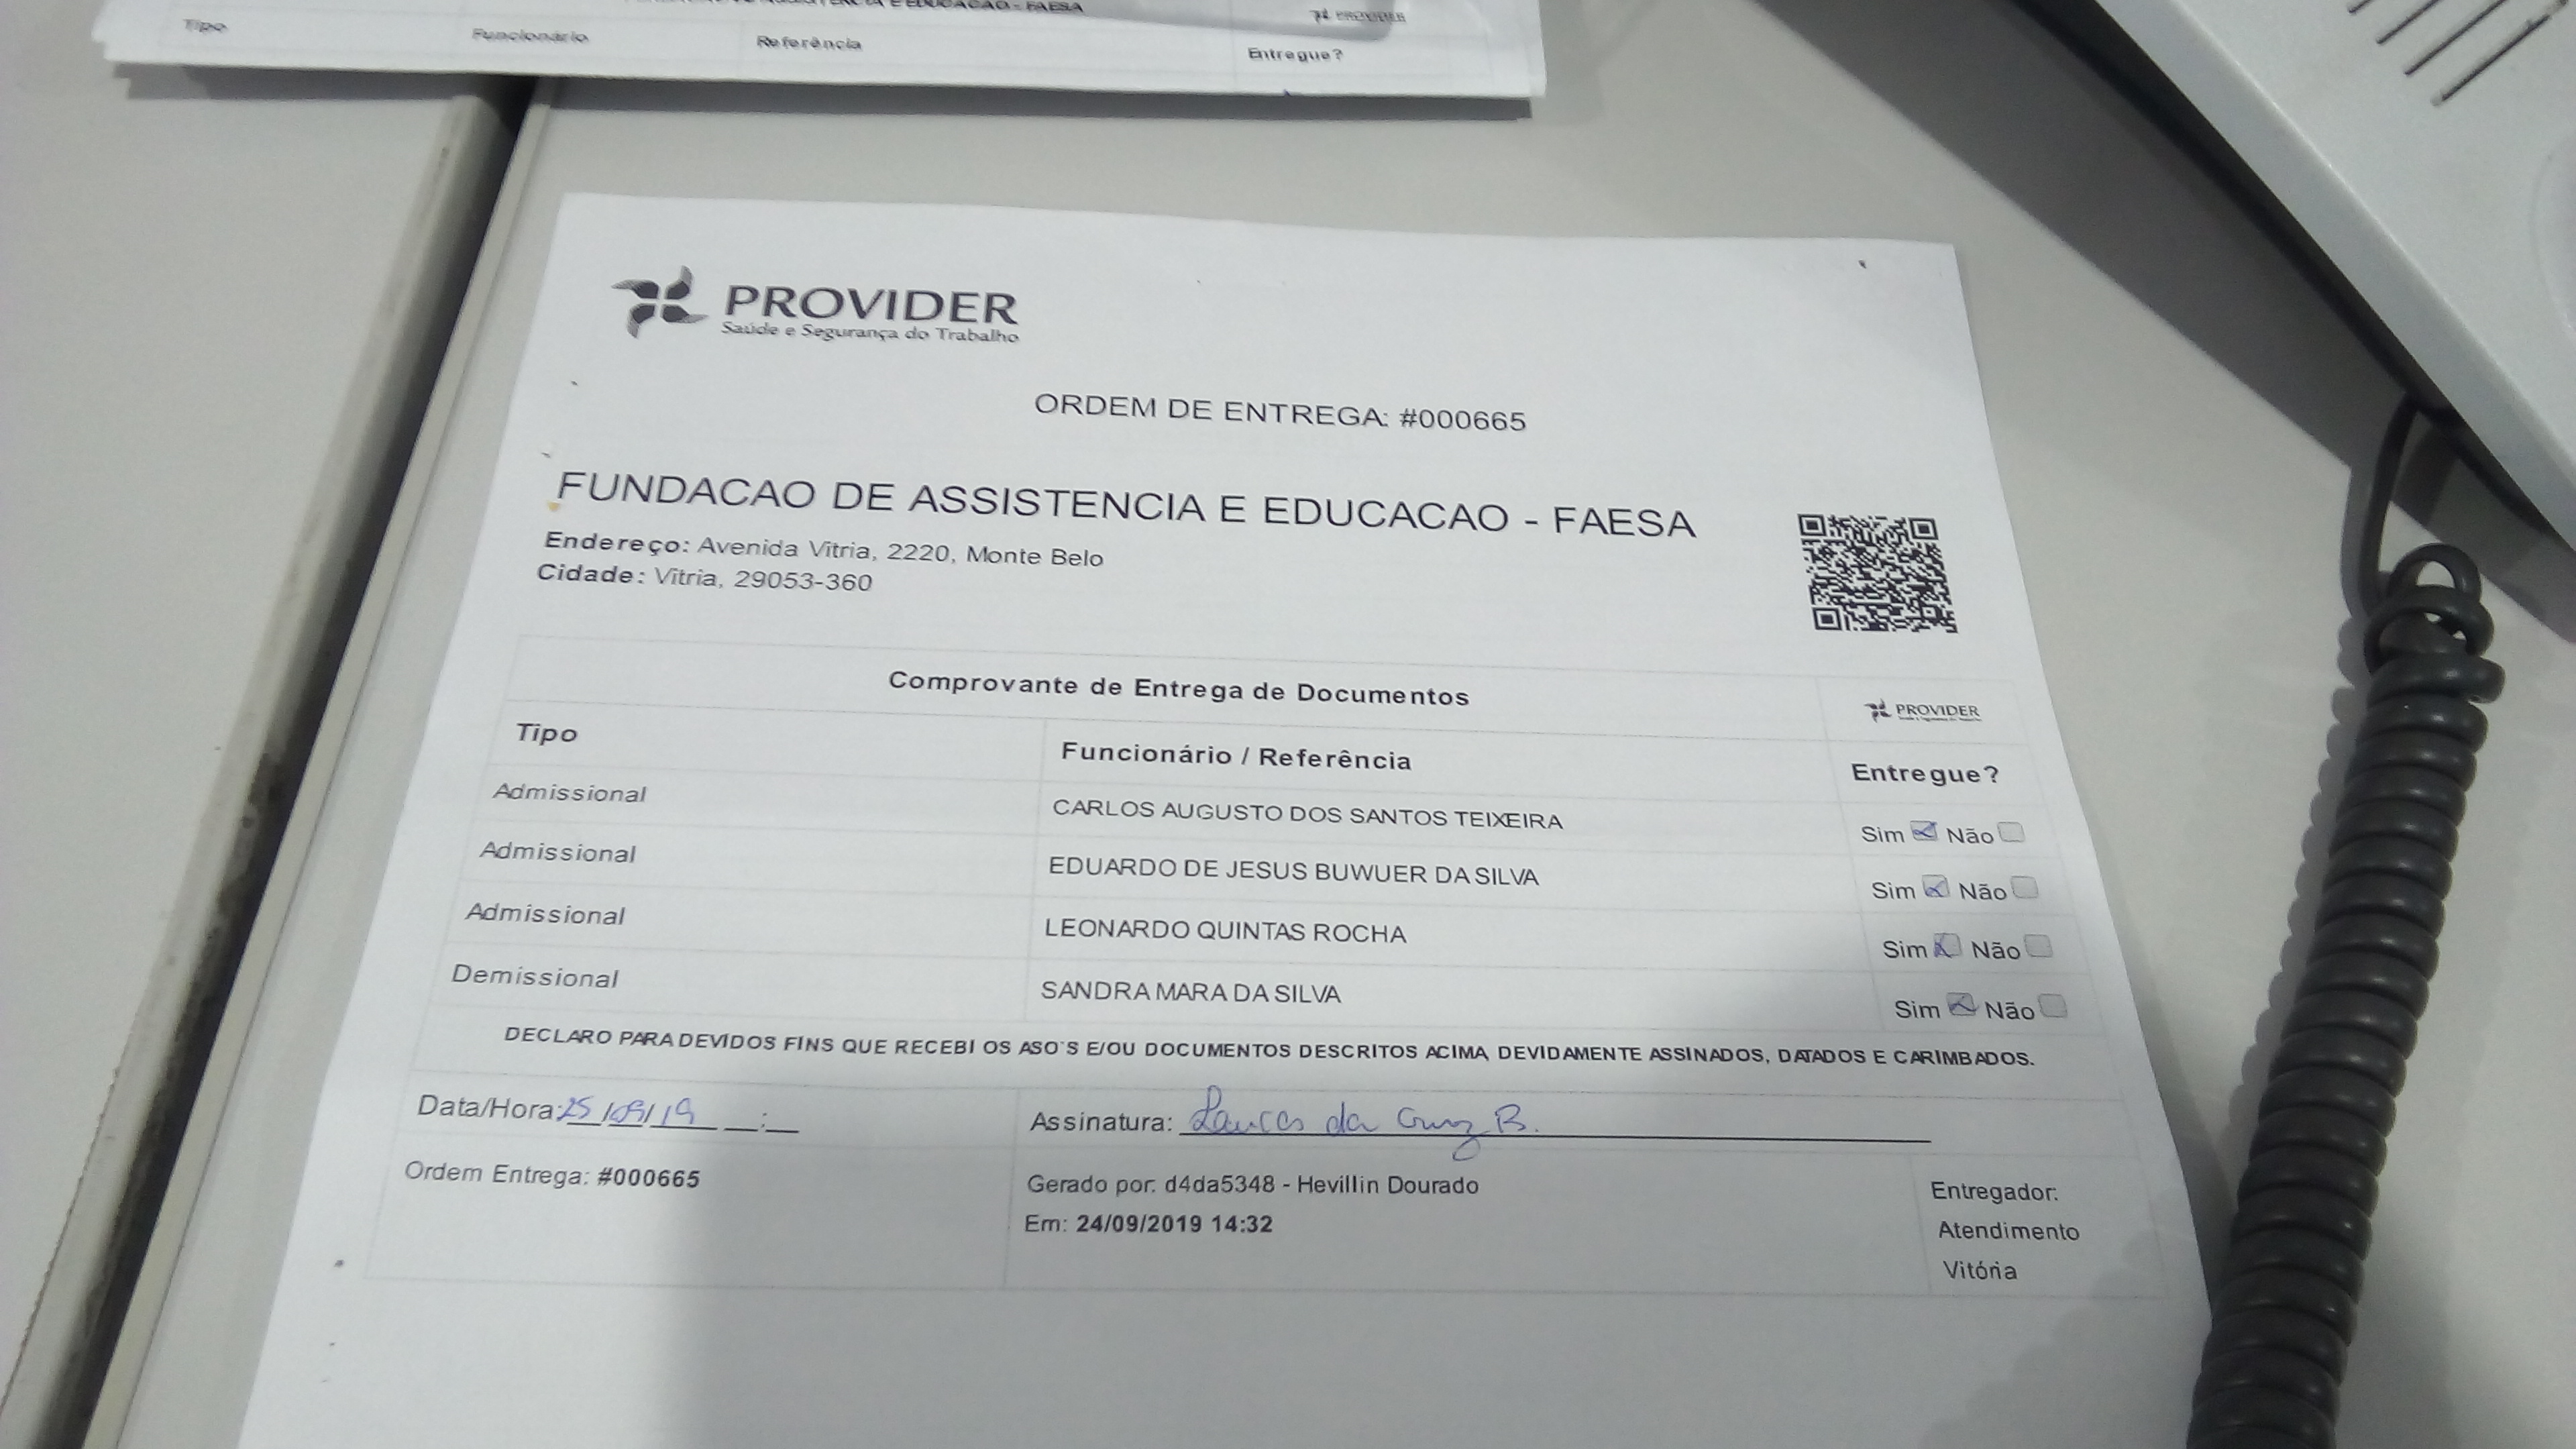 E EDUCACAO - FAESA
PROVIDER
Tipo Funcionário Referência Entregue?
PROVIDER
Saúde e Segurança do Trabalho
ORDEM DE ENTREGA: #000665
FUNDACAO DE ASSISTENCIA E EDUCACAO - FAESA
Endereço: Avenida Vitria, 2220, Monte Belo
Cidade: Vitria, 29053-360
Comprovante de Entrega de Documentos PROVIDER
Tipo Funcionário / Referência Entregue?
Admissional CARLOS AUGUSTO DOS SANTOS TEIXEIRA Sim Não
Admissional EDUARDO DE JESUS BUWUER DA SILVA Sim Não
Admissional LEONARDO QUINTAS ROCHA Sim Não
Demissional SANDRA MARA DA SILVA Sim Não
DECLARO PARA DEVIDOS FINS QUE RECEBI OS ASO`S E/OU DOCUMENTOS DESCRITOS ACIMA, DEVIDAMENTE ASSINADOS, DATADOS E CARIMBADOS.
Data/Hora: 25/09/19 __:__ Assinatura: da Cruz B.
Ordem Entrega: #000665 Gerado por: d4da5348 - Hevillin Dourado Entregador:
Em: 24/09/2019 14:32 Atendimento
Vitória